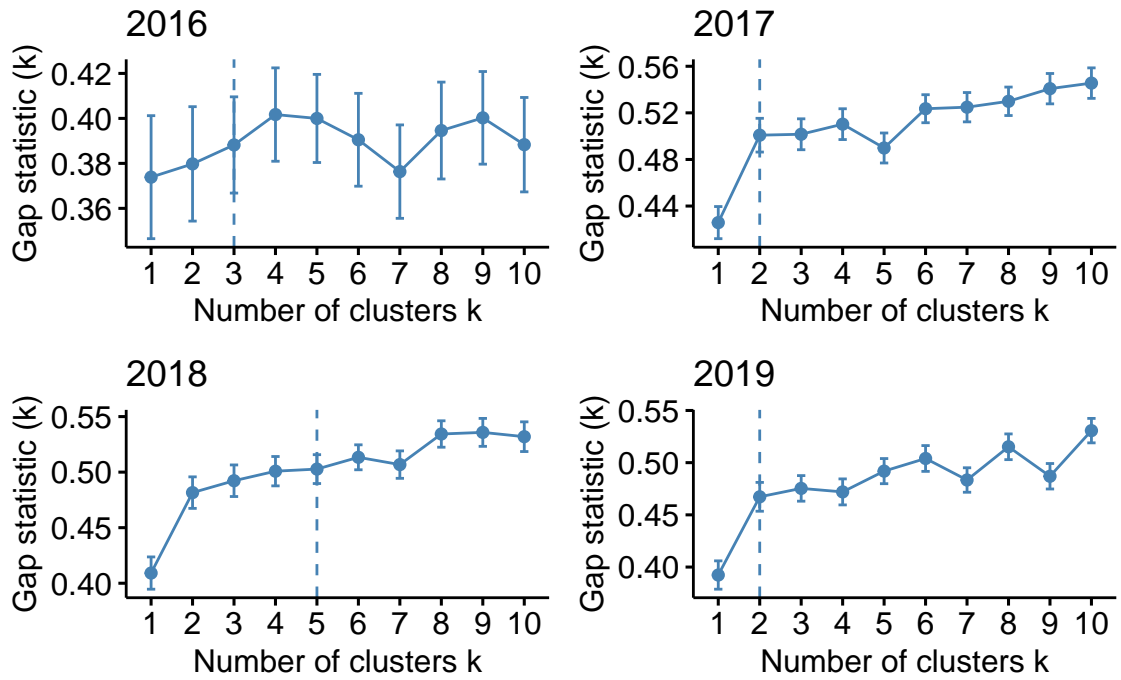 2016
Gap statistic (k)
0.42
0.40
0.38
0.36
1 2 3 4 5 6 7 8 9 10
Number of clusters k
2017
Gap statistic (k)
0.56
0.52
0.48
0.44
1 2 3 4 5 6 7 8 9 10
Number of clusters k
2018
Gap statistic (k)
0.55
0.50
0.45
0.40
1 2 3 4 5 6 7 8 9 10
Number of clusters k
2019
Gap statistic (k)
0.55
0.50
0.45
0.40
1 2 3 4 5 6 7 8 9 10
Number of clusters k